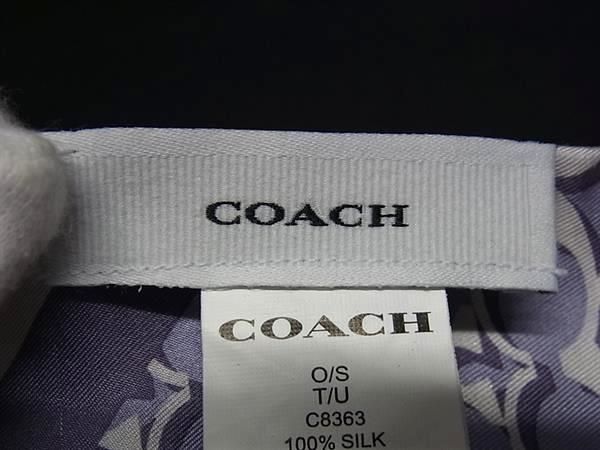 COACH
COACH
O/S
T/U
C8363
100% SILK